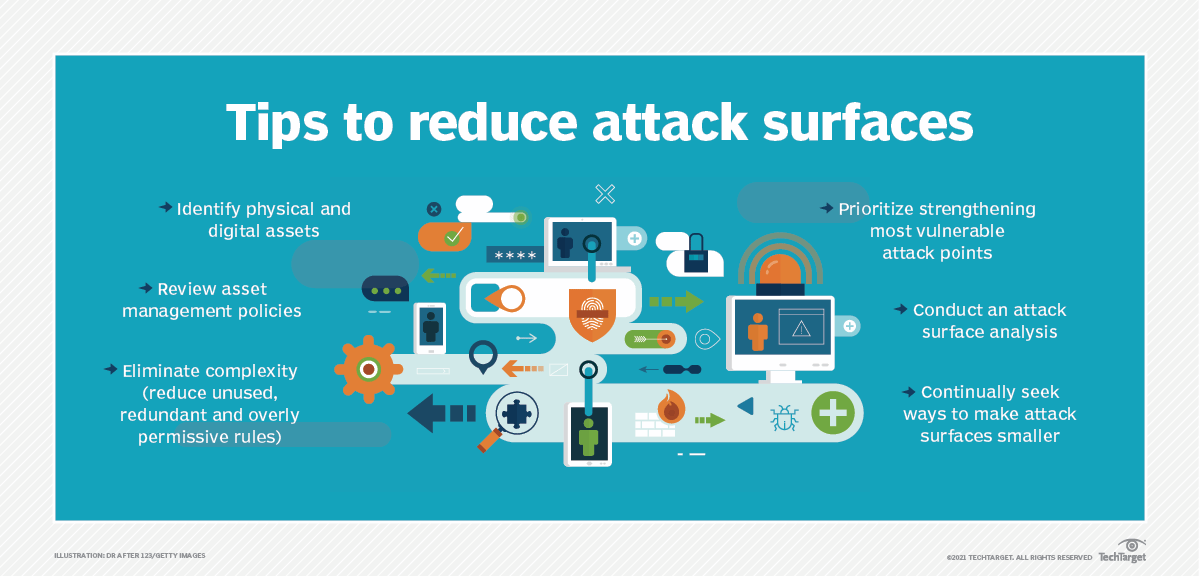 Tips to reduce attack surfaces
Identify physical and
digital assets
Review asset
management policies
Eliminate complexity
(reduce unused,
redundant and overly
permissive rules)
****
Prioritize strengthening
most vulnerable
attack points
Conduct an attack
surface analysis
Continually seek
ways to make attack
surfaces smaller
ILLUSTRATION: DR AFTER 123/GETTY IMAGES
©2021 TECHTARGET. ALL RIGHTS RESERVED TechTarget